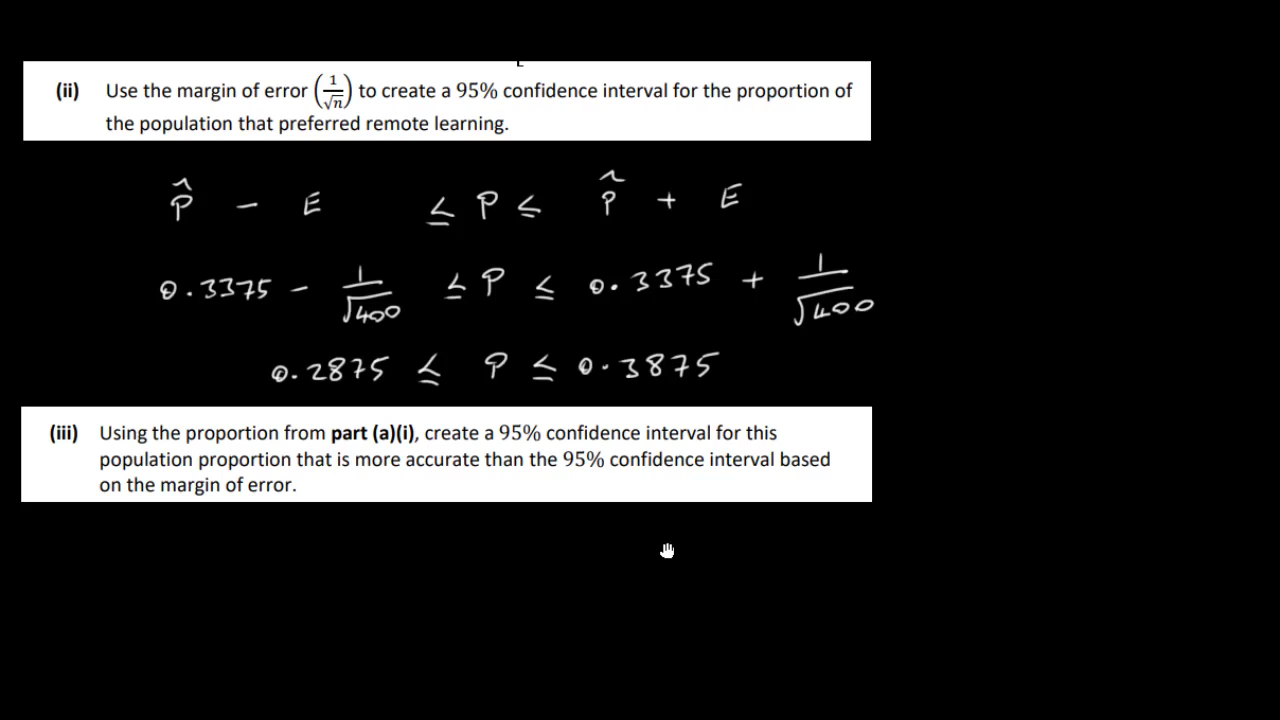 (ii) Use the margin of error (1/√n) to create a 95% confidence interval for the proportion of
the population that preferred remote learning.
p̂ - E ≤ P ≤ p̂ + E
0.3375 - 1/√400 ≤ P ≤ 0.3375 + 1/√400
0.2875 ≤ P ≤ 0.3875
(iii) Using the proportion from part (a)(i), create a 95% confidence interval for this
population proportion that is more accurate than the 95% confidence interval based
on the margin of error.